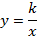 y = k/x